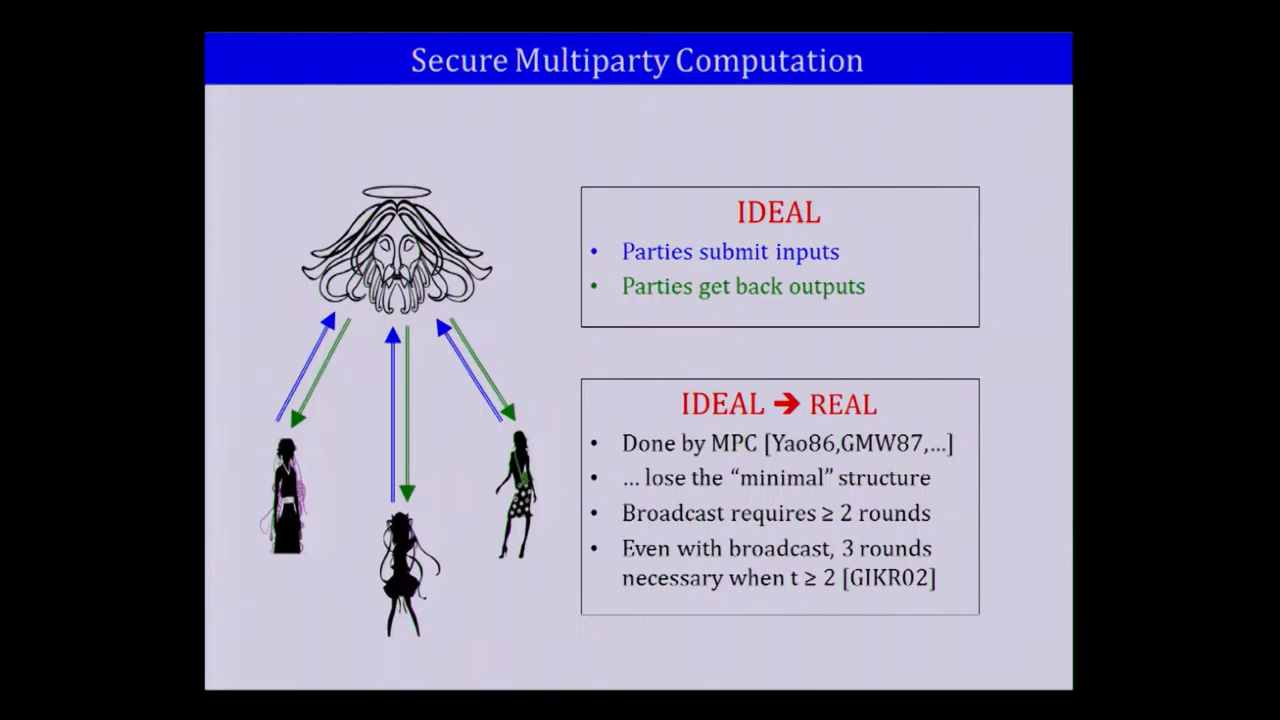 Secure Multiparty Computation
IDEAL
• Parties submit inputs
• Parties get back outputs
IDEAL ➔ REAL
• Done by MPC [Yao86,GMW87,...]
• ... lose the “minimal” structure
• Broadcast requires ≥ 2 rounds
• Even with broadcast, 3 rounds
necessary when t ≥ 2 [GIKR02]